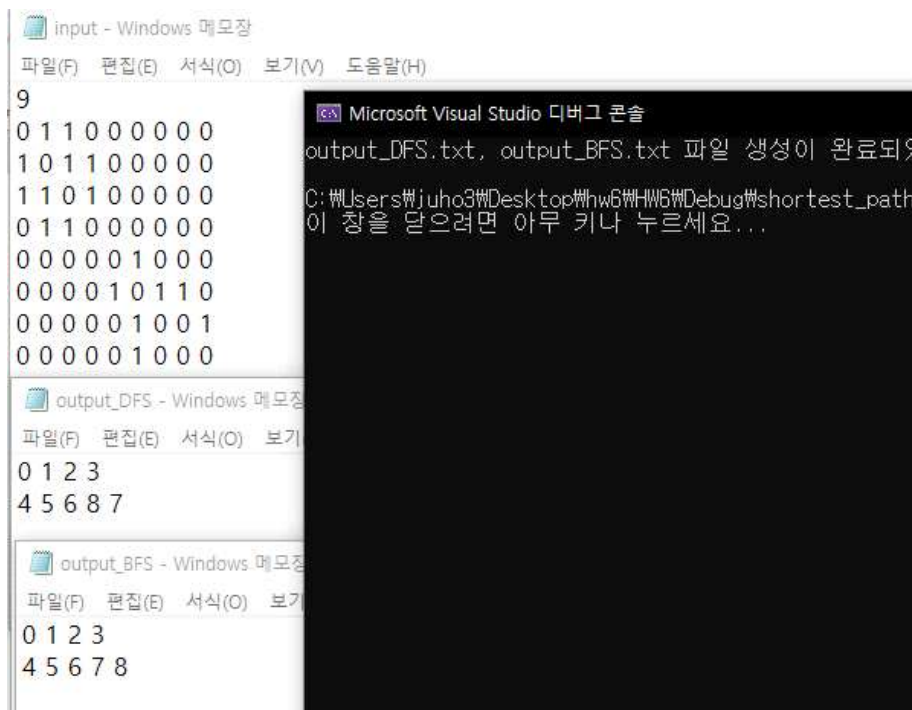 input - Windows 메모장
파일(F) 편집(E) 서식(O) 보기(V) 도움말(H)
9
0 1 1 0 0 0 0 0 0
1 0 1 1 0 0 0 0 0
1 1 0 1 0 0 0 0 0
0 1 1 0 0 0 0 0 0
0 0 0 0 0 1 0 0 0
0 0 0 0 1 0 1 1 0
0 0 0 0 0 1 0 0 1
0 0 0 0 0 1 0 0 0
Microsoft Visual Studio 디버그 콘솔
output_DFS.txt, output_BFS.txt 파일 생성이 완료되었
C:₩Users₩juho3₩Desktop₩hw6₩HW6₩Debug₩shortest_path
이 창을 닫으려면 아무 키나 누르세요...
output_DFS - Windows 메모장
파일(F) 편집(E) 서식(O) 보기
0 1 2 3
4 5 6 8 7
output_BFS - Windows 메모장
파일(F) 편집(E) 서식(O) 보기
0 1 2 3
4 5 6 7 8